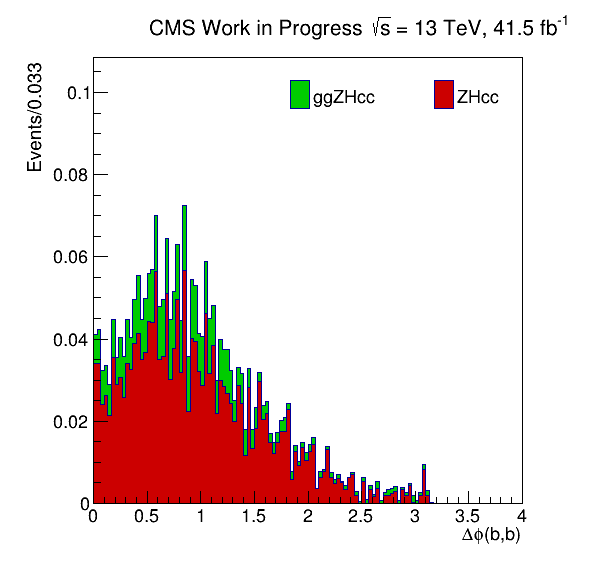 CMS Work in Progress √s = 13 TeV, 41.5 fb⁻¹
Events/0.033
ggZHcc
ZHcc
0.1
0.08
0.06
0.04
0.02
0
0 0.5 1 1.5 2 2.5 3 3.5 4
Δϕ(b,b)